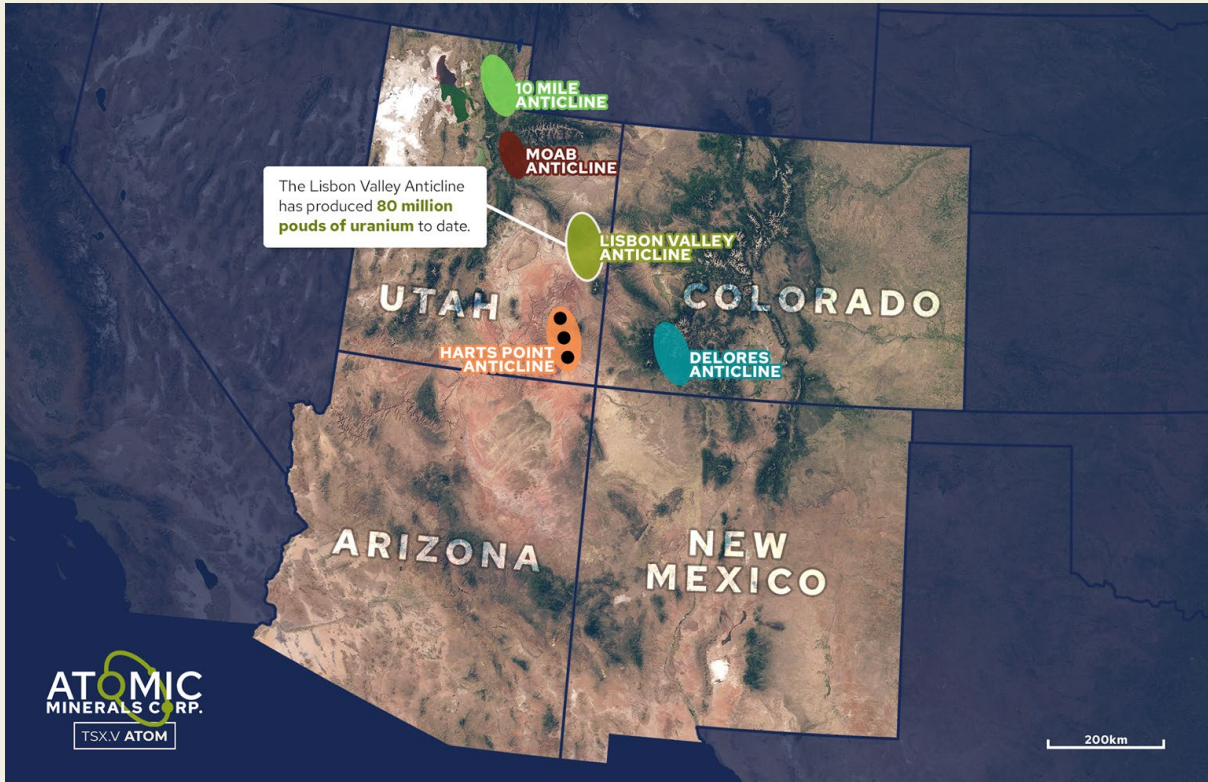 10 MILE
ANTICLINE
MOAB
ANTICLINE
The Lisbon Valley Anticline
has produced 80 million
pouds of uranium to date.
LISBON VALLEY
ANTICLINE
UTAH
COLORADO
HARTS POINT
ANTICLINE
DELORES
ANTICLINE
ARIZONA
NEW
MEXICO
ATOMIC
MINERALS CORP.
TSX.V ATOM
200km